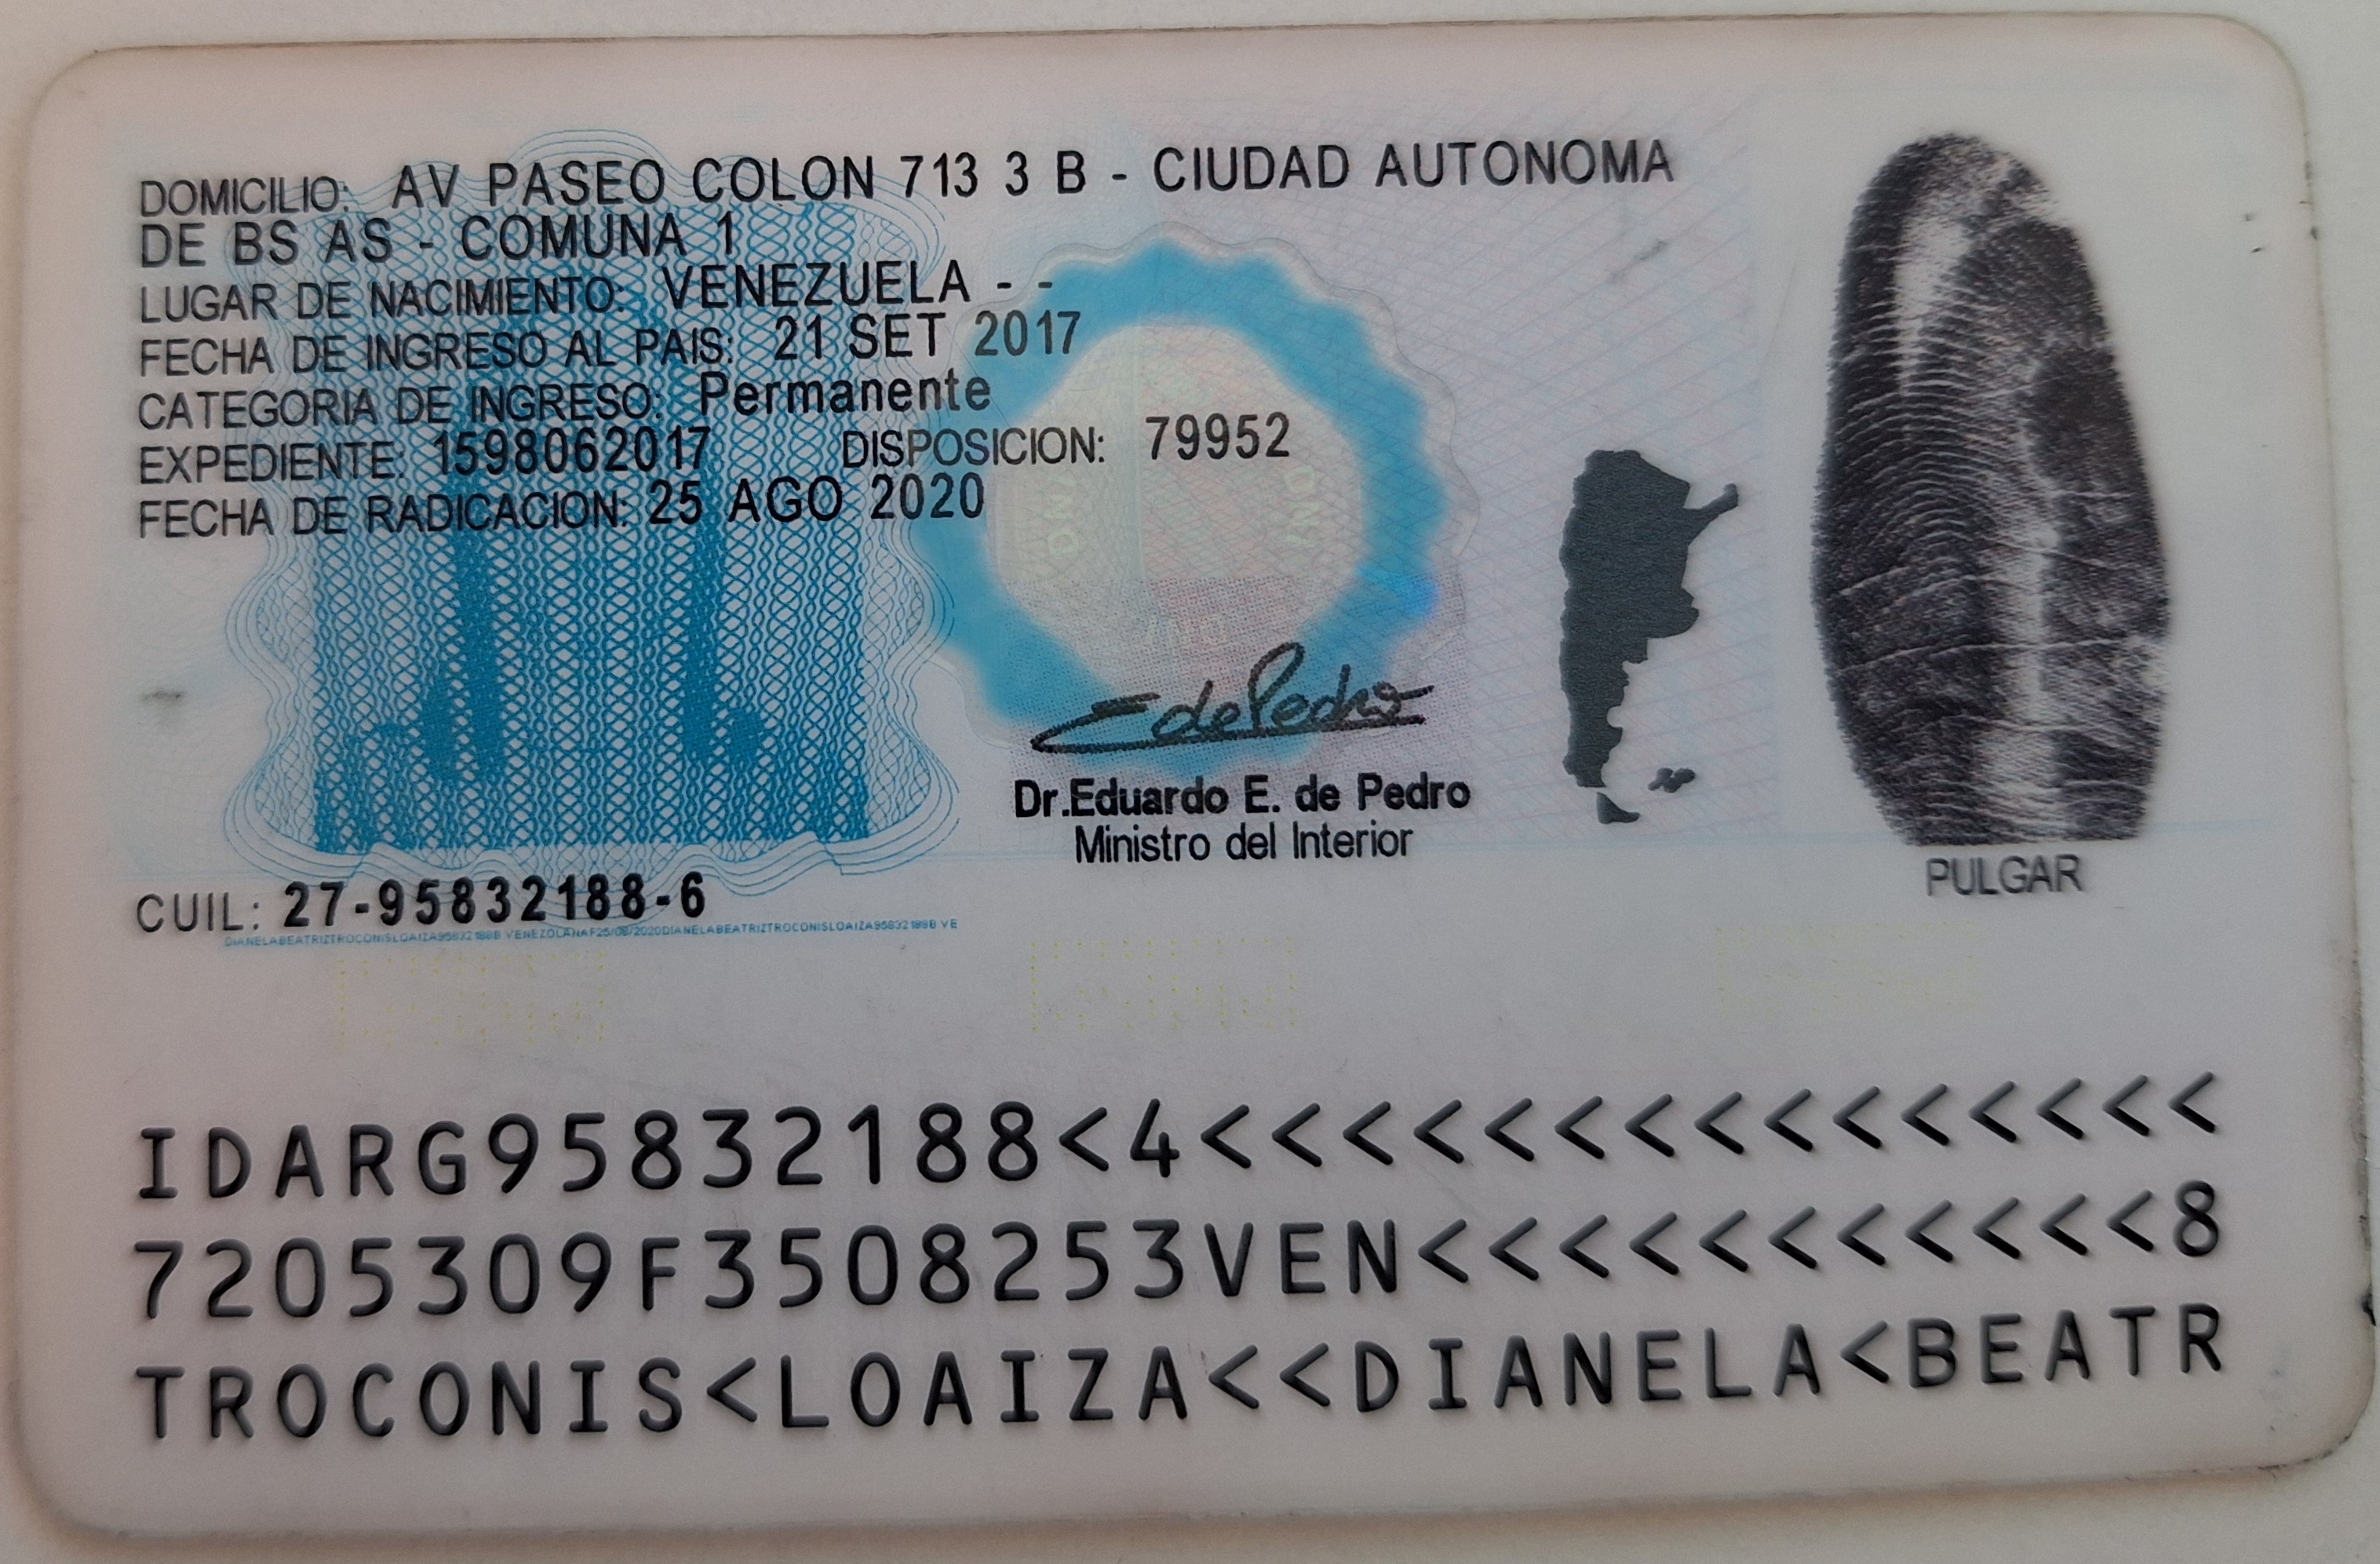 DOMICILIO: AV PASEO COLON 713 3 B - CIUDAD AUTONOMA
DE BS AS - COMUNA 1
LUGAR DE NACIMIENTO: VENEZUELA - -
FECHA DE INGRESO AL PAIS: 21 SET 2017
CATEGORIA DE INGRESO: Permanente
EXPEDIENTE: 1598062017 DISPOSICION: 79952
FECHA DE RADICACION: 25 AGO 2020
E de Pedro
Dr.Eduardo E. de Pedro
Ministro del Interior
PULGAR
CUIL: 27-95832188-6
DIANELABEATRIZTROCONISLOAIZA95832188B VENEZOLANAF25/08/2020DIANELABEATRIZTROCONISLOAIZA95832188B VE
IDARG95832188<4<<<<<<<<<<<<<<<
7205309F3508253VEN<<<<<<<<<<<8
TROCONIS<LOAIZA<<DIANELA<BEATR